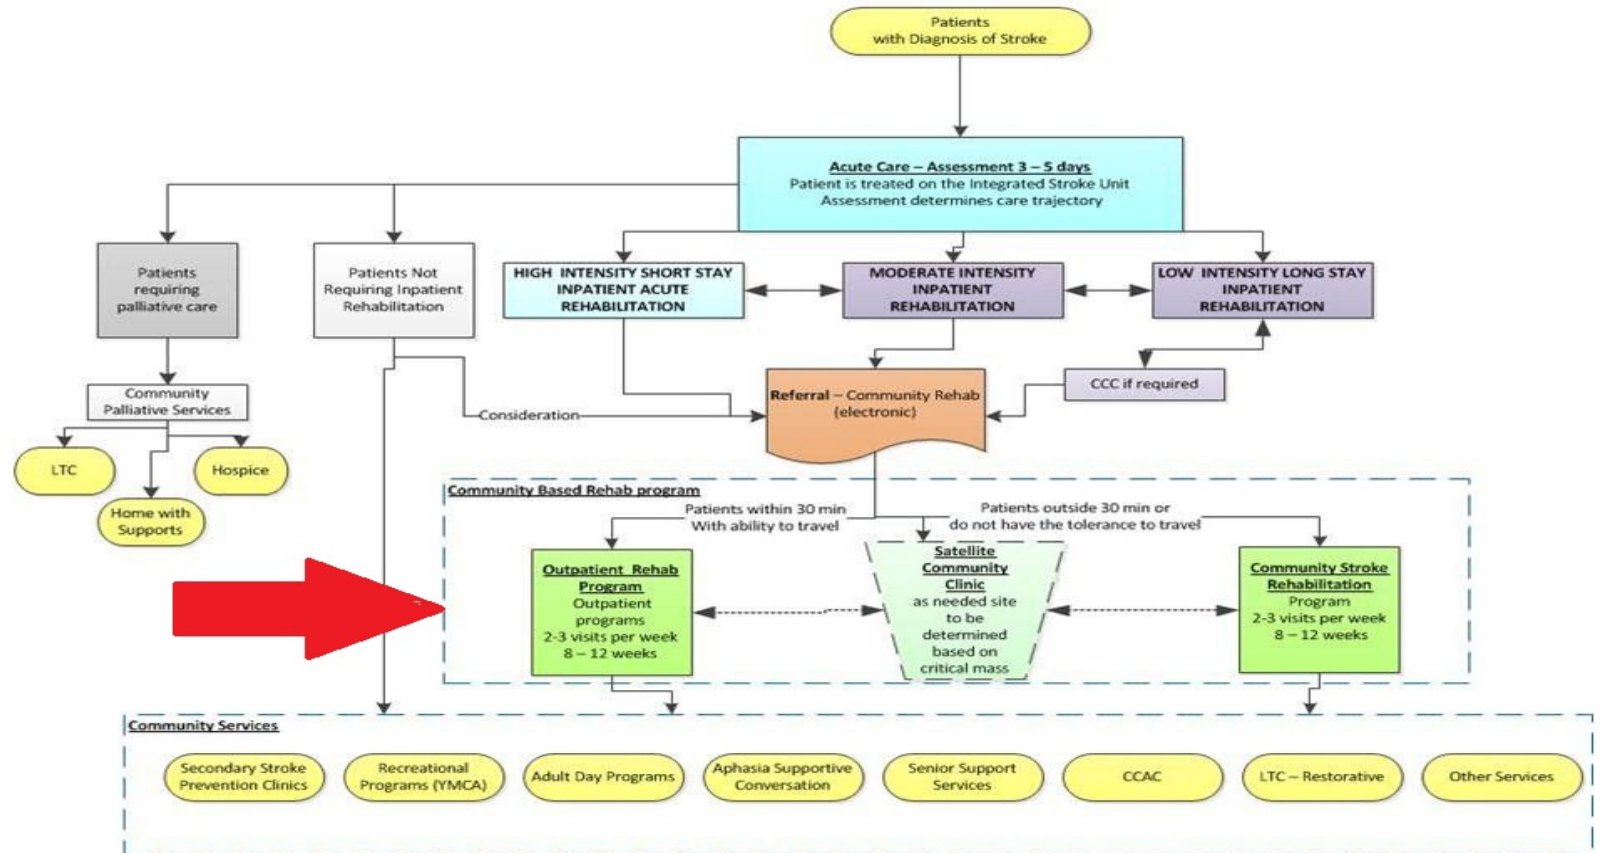 Patients
with Diagnosis of Stroke
Acute Care – Assessment 3 – 5 days
Patient is treated on the Integrated Stroke Unit
Assessment determines care trajectory
Patients
requiring
palliative care
Patients Not
Requiring Inpatient
Rehabilitation
HIGH INTENSITY SHORT STAY
INPATIENT ACUTE
REHABILITATION
MODERATE INTENSITY
INPATIENT
REHABILITATION
LOW INTENSITY LONG STAY
INPATIENT
REHABILITATION
Community
Palliative Services
LTC
Hospice
Home with
Supports
Consideration
Referral – Community Rehab
(electronic)
CCC if required
Community Based Rehab program
Patients within 30 min
With ability to travel
Patients outside 30 min or
do not have the tolerance to travel
Outpatient Rehab
Program
Outpatient
programs
2-3 visits per week
8 – 12 weeks
Satellite
Community
Clinic
as needed site
to be
determined
based on
critical mass
Community Stroke
Rehabilitation
Program
2-3 visits per week
8 – 12 weeks
Community Services
Secondary Stroke
Prevention Clinics
Recreational
Programs (YMCA)
Adult Day Programs
Aphasia Supportive
Conversation
Senior Support
Services
CCAC
LTC – Restorative
Other Services